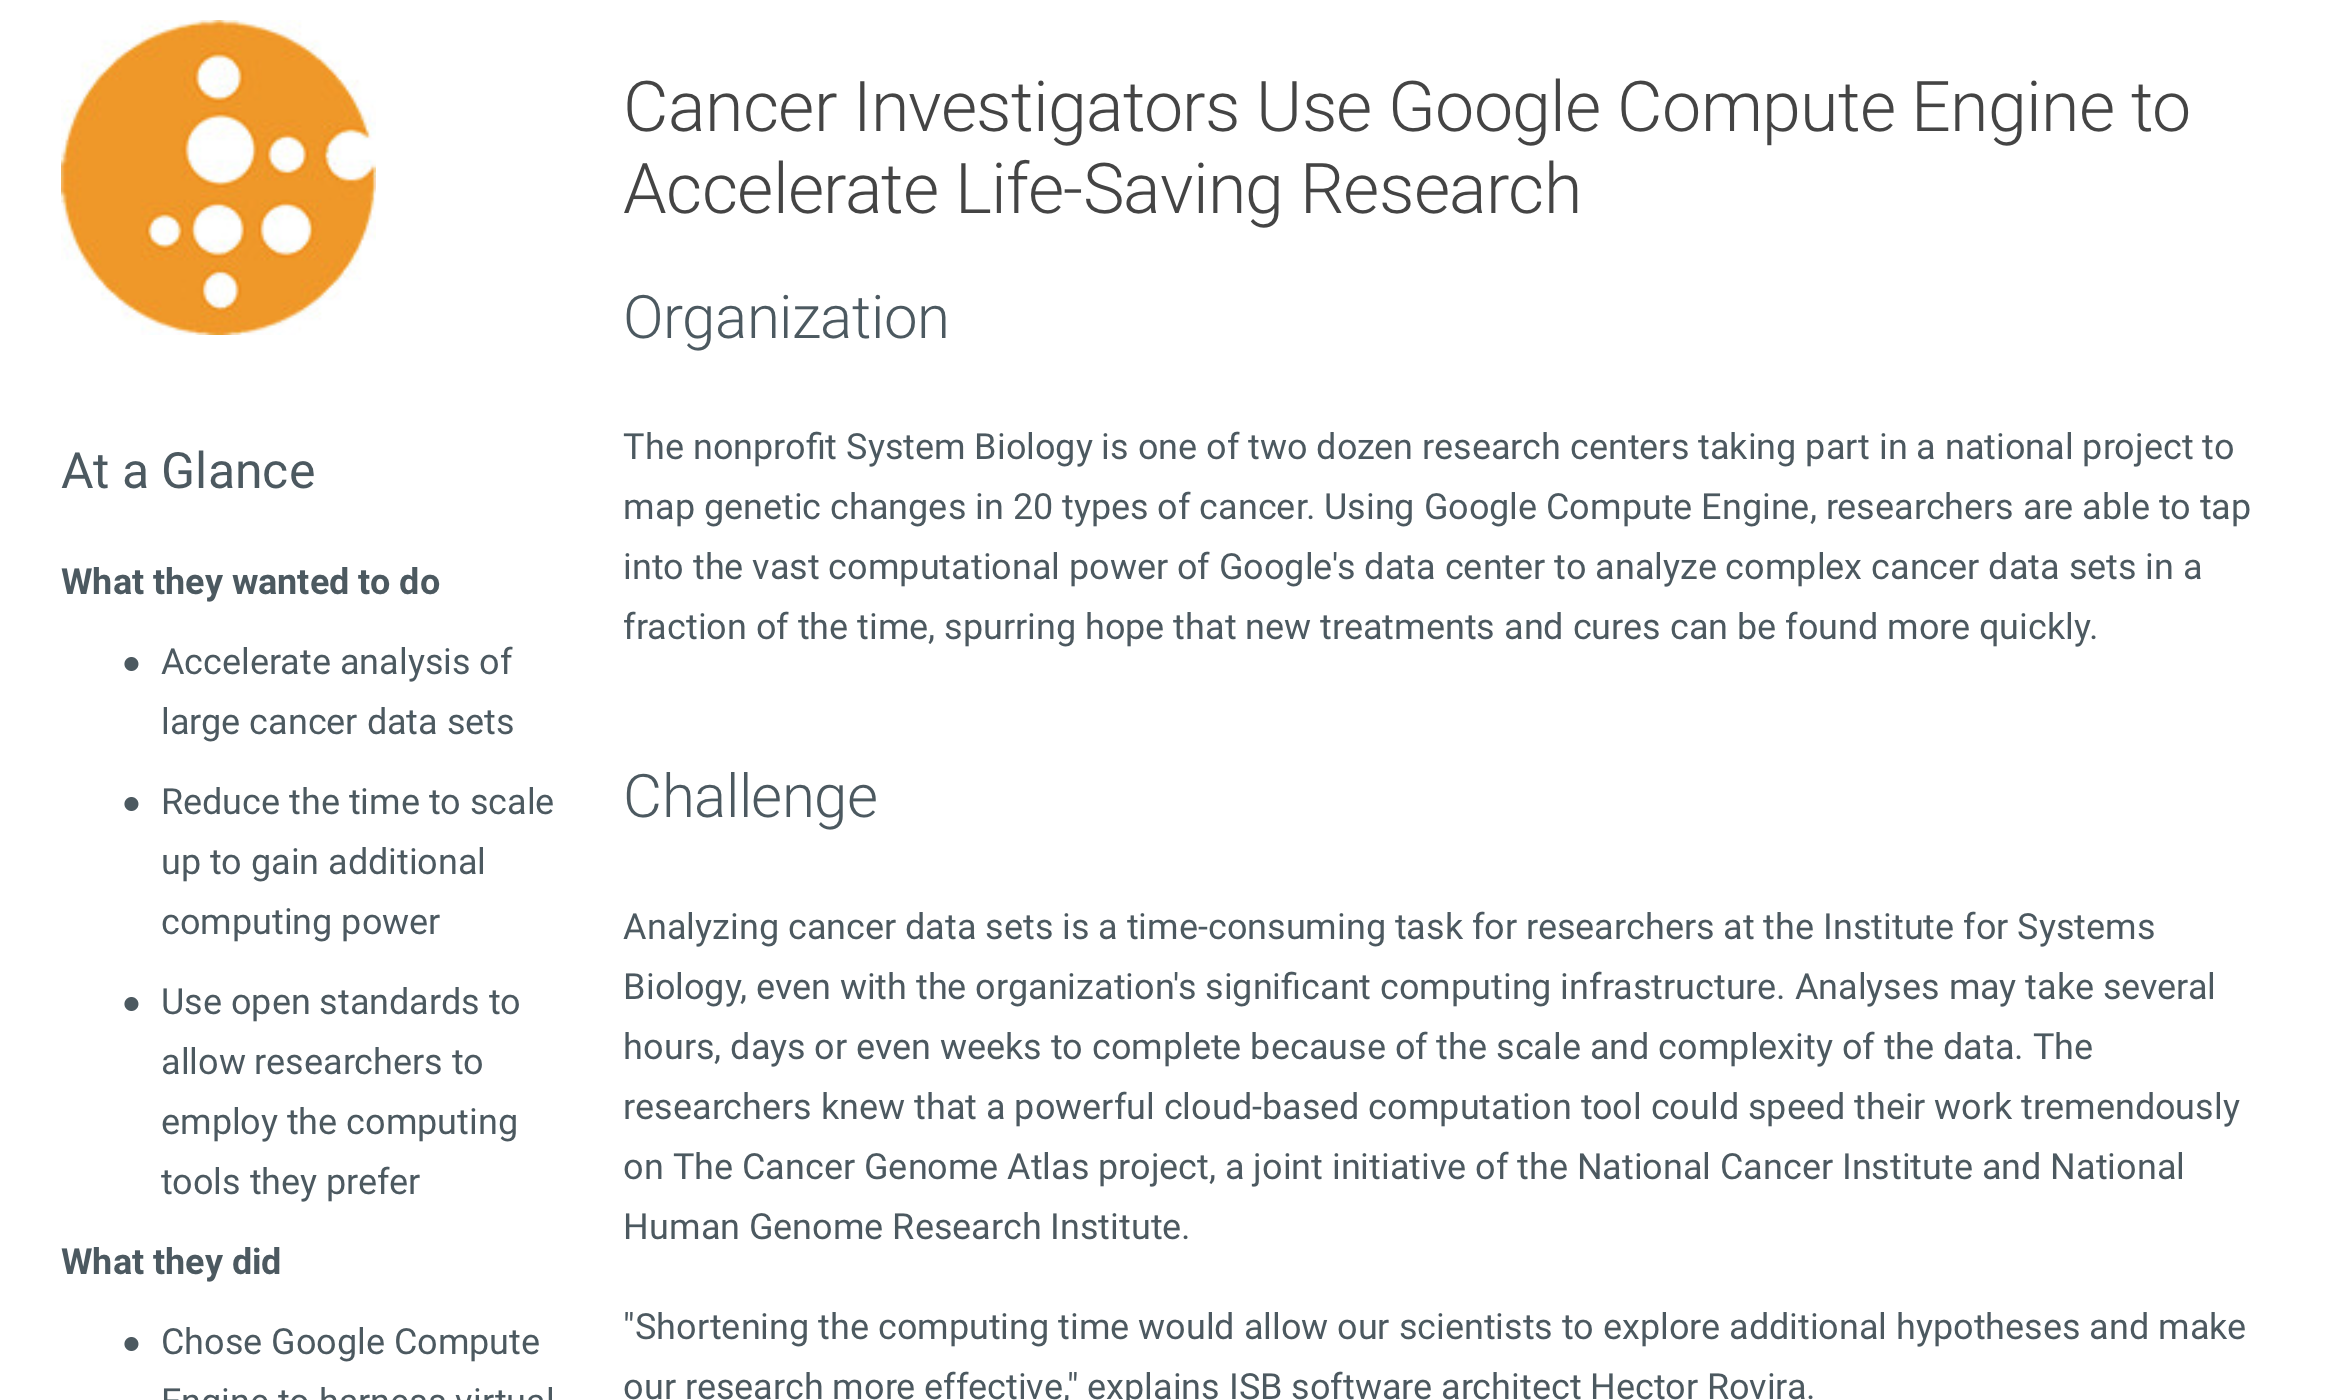 Cancer Investigators Use Google Compute Engine to
Accelerate Life-Saving Research
Organization
The nonprofit System Biology is one of two dozen research centers taking part in a national project to
map genetic changes in 20 types of cancer. Using Google Compute Engine, researchers are able to tap
into the vast computational power of Google's data center to analyze complex cancer data sets in a
fraction of the time, spurring hope that new treatments and cures can be found more quickly.
Challenge
Analyzing cancer data sets is a time-consuming task for researchers at the Institute for Systems
Biology, even with the organization's significant computing infrastructure. Analyses may take several
hours, days or even weeks to complete because of the scale and complexity of the data. The
researchers knew that a powerful cloud-based computation tool could speed their work tremendously
on The Cancer Genome Atlas project, a joint initiative of the National Cancer Institute and National
Human Genome Research Institute.
"Shortening the computing time would allow our scientists to explore additional hypotheses and make
our research more effective," explains ISB software architect Hector Rovira.
At a Glance
What they wanted to do
● Accelerate analysis of
large cancer data sets
● Reduce the time to scale
up to gain additional
computing power
● Use open standards to
allow researchers to
employ the computing
tools they prefer
What they did
● Chose Google Compute
Engine to harness virtual